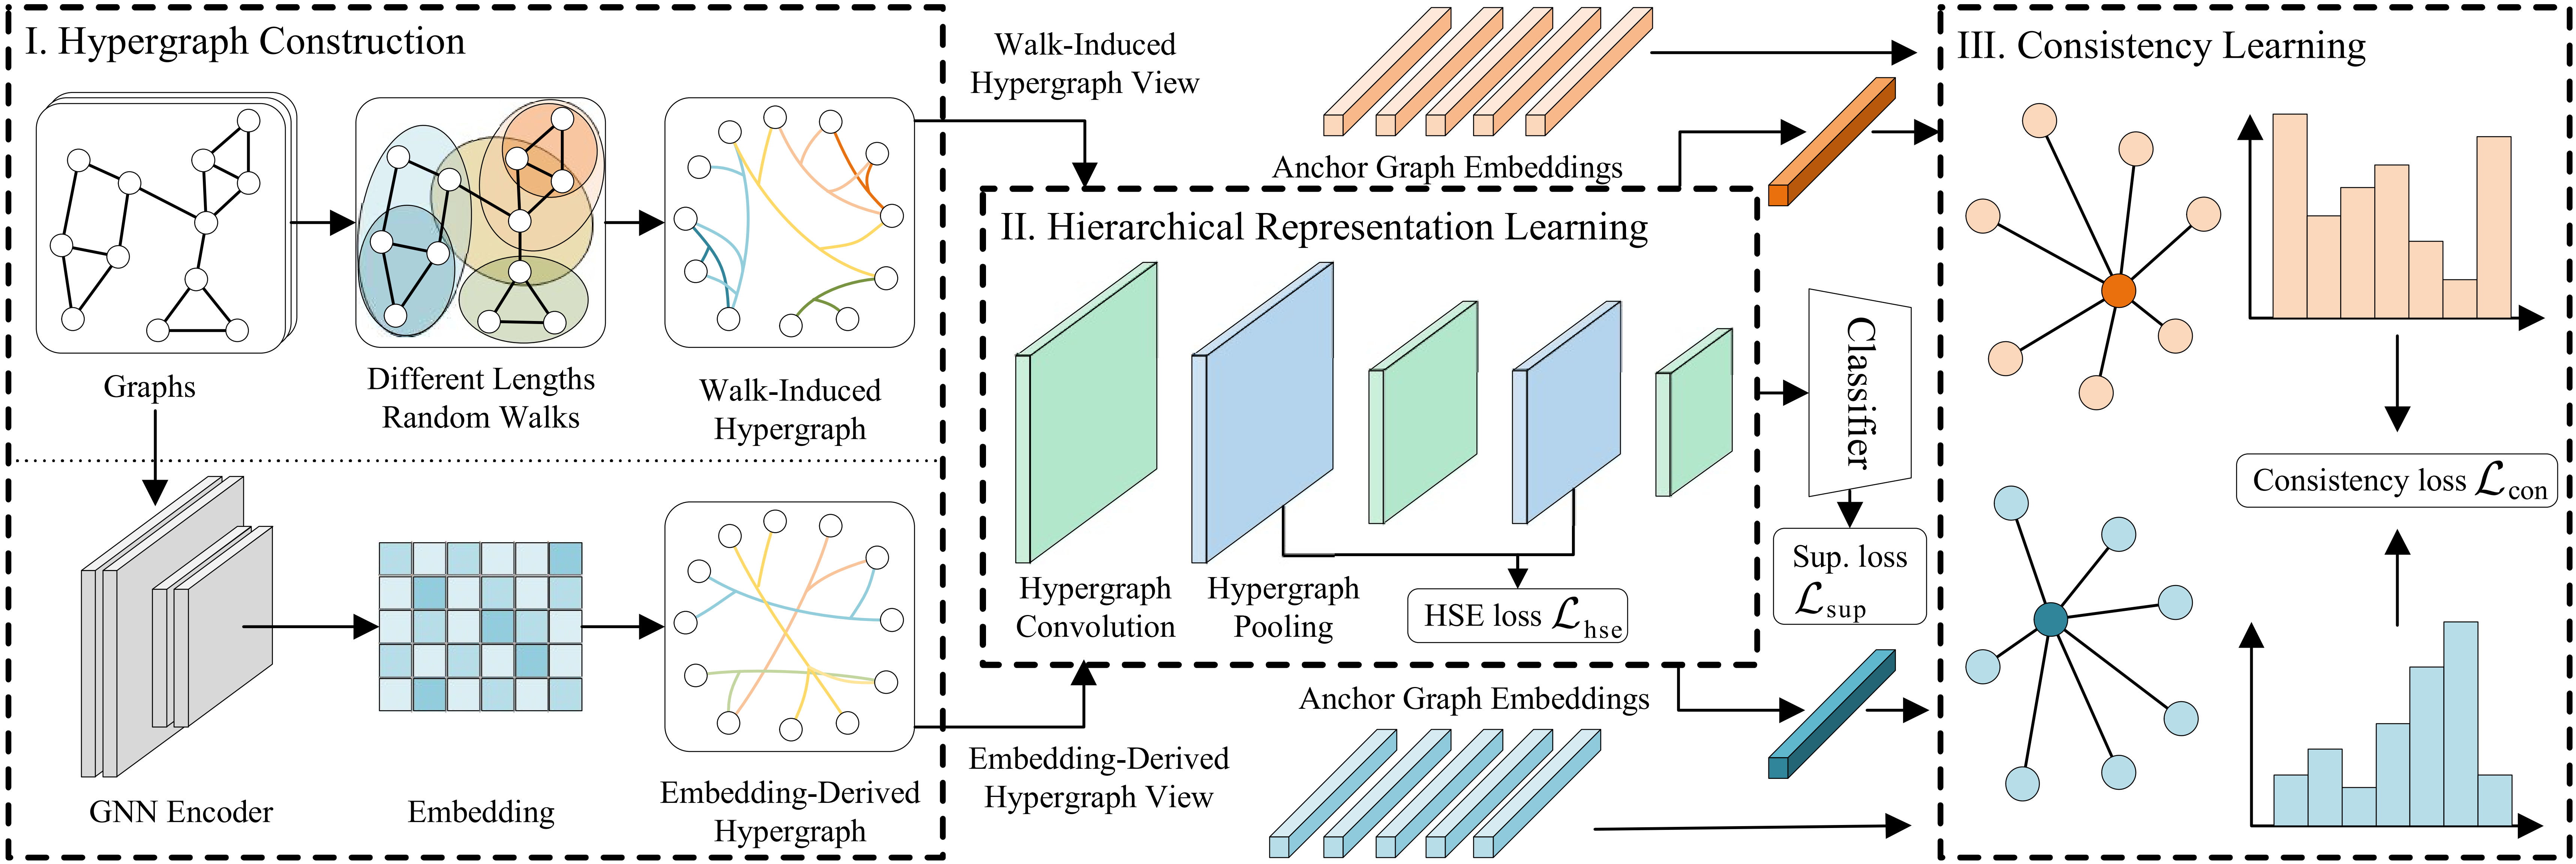 I. Hypergraph Construction
Graphs
Different Lengths
Random Walks
Walk-Induced
Hypergraph
GNN Encoder
Embedding
Embedding-Derived
Hypergraph
Walk-Induced
Hypergraph View
Anchor Graph Embeddings
II. Hierarchical Representation Learning
Hypergraph
Convolution
Hypergraph
Pooling
HSE loss ℒhse
Classifier
Sup. loss
ℒsup
Embedding-Derived
Hypergraph View
Anchor Graph Embeddings
III. Consistency Learning
Consistency loss ℒcon